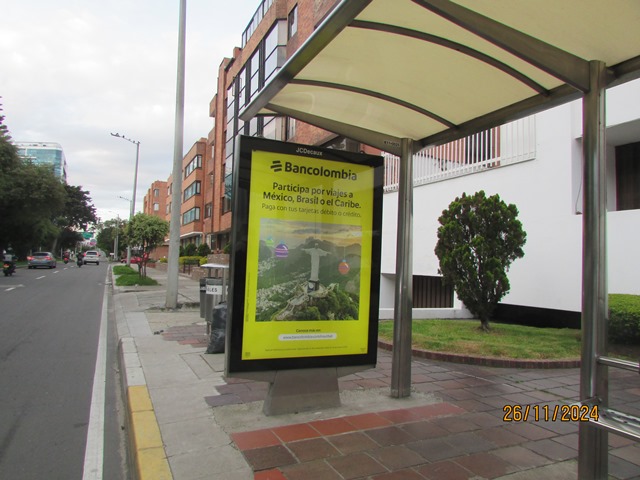 JCDecaux
Bancolombia
Participa por viajes a
México, Brasil o el Caribe.
Paga con tus tarjetas débito o crédito.
26/11/2024